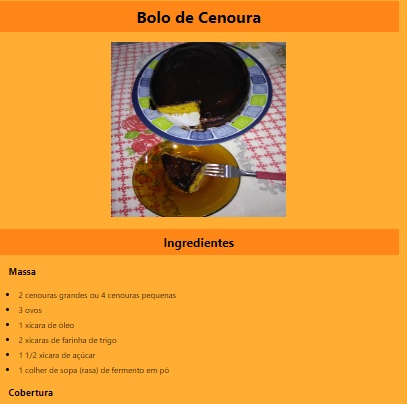 Bolo de Cenoura
Ingredientes
Massa
2 cenouras grandes ou 4 cenouras pequenas
3 ovos
1 xícara de óleo
2 xícaras de farinha de trigo
1 1/2 xícara de açúcar
1 colher de sopa (rasa) de fermento em pó
Cobertura